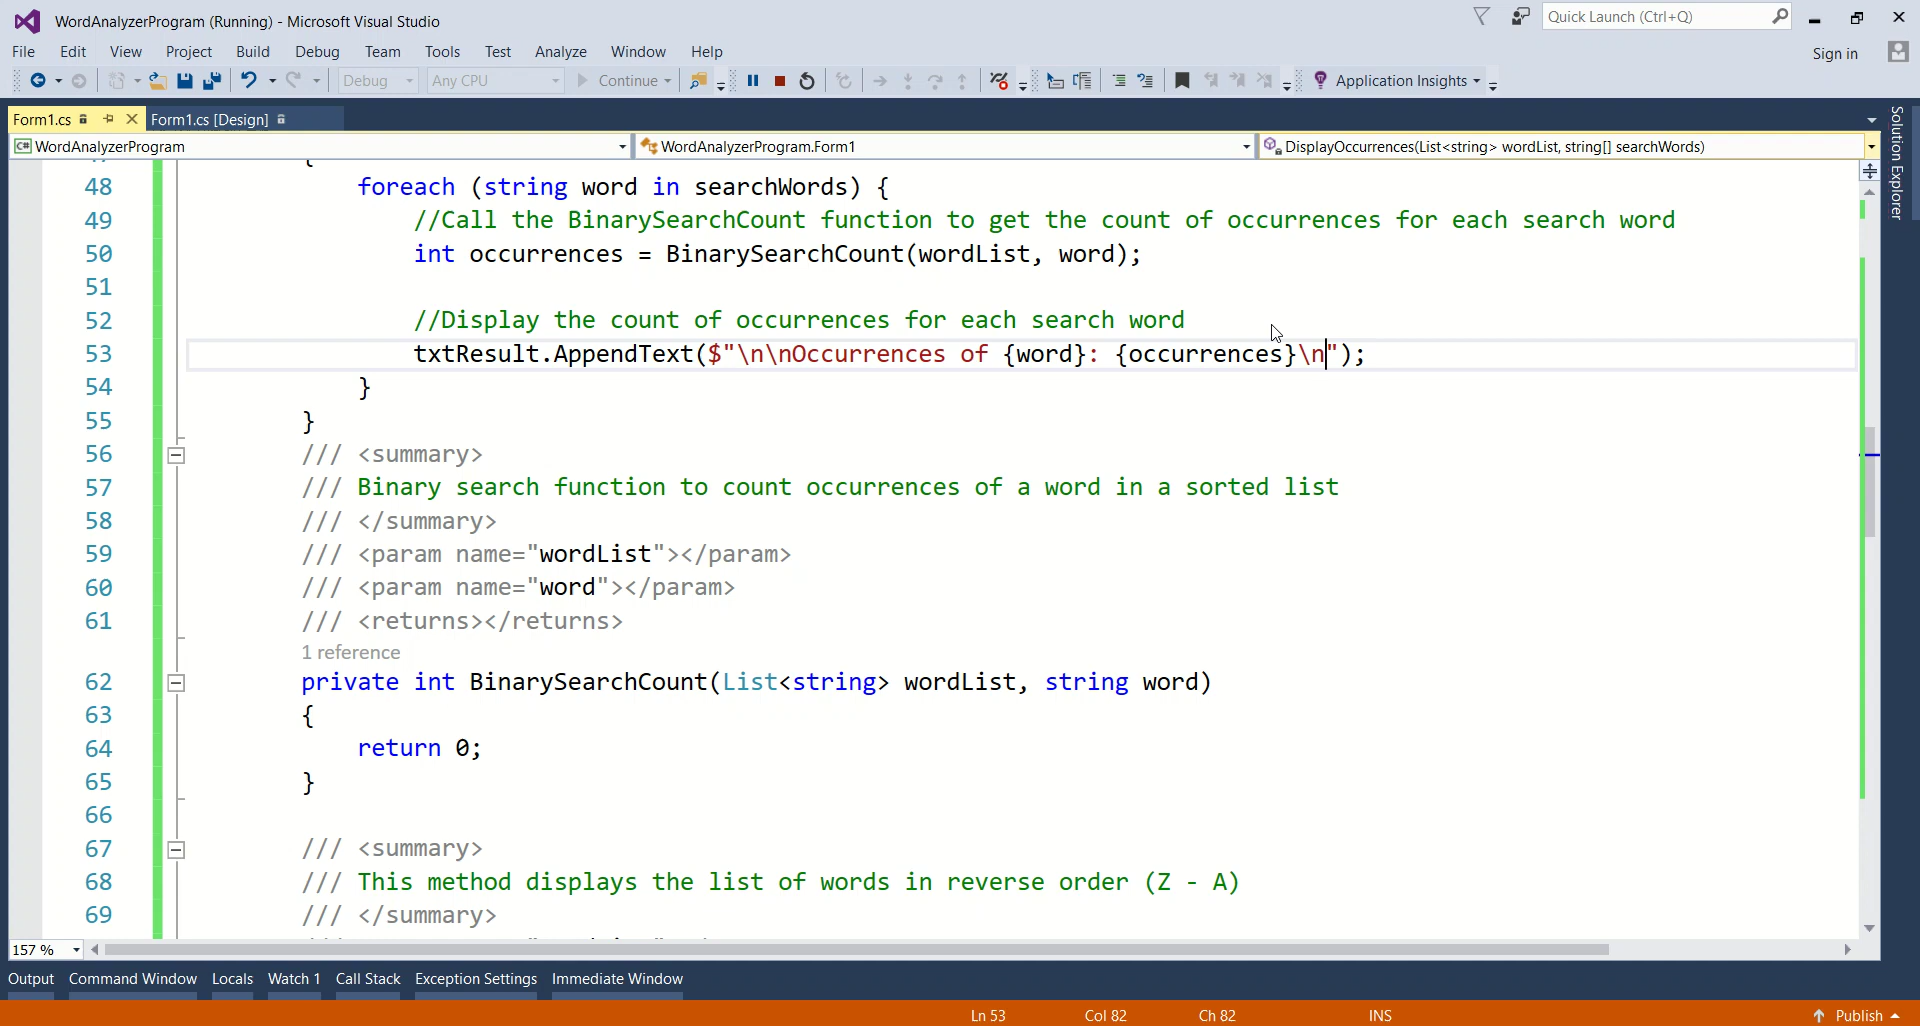 WordAnalyzerProgram (Running) - Microsoft Visual Studio
Quick Launch (Ctrl+Q)
File Edit View Project Build Debug Team Tools Test Analyze Window Help
Sign in
Debug Any CPU Continue Application Insights
Form1.cs Form1.cs [Design]
Solution Explorer
C# WordAnalyzerProgram WordAnalyzerProgram.Form1 DisplayOccurrences(List<string> wordList, string[] searchWords)
48 foreach (string word in searchWords) {
49 //Call the BinarySearchCount function to get the count of occurrences for each search word
50 int occurrences = BinarySearchCount(wordList, word);
51
52 //Display the count of occurrences for each search word
53 txtResult.AppendText($"\n\nOccurrences of {word}: {occurrences}\n");
54 }
55 }
56 /// <summary>
57 /// Binary search function to count occurrences of a word in a sorted list
58 /// </summary>
59 /// <param name="wordList"></param>
60 /// <param name="word"></param>
61 /// <returns></returns>
1 reference
62 private int BinarySearchCount(List<string> wordList, string word)
63 {
64 return 0;
65 }
66
67 /// <summary>
68 /// This method displays the list of words in reverse order (Z - A)
69 /// </summary>
157 %
Output Command Window Locals Watch 1 Call Stack Exception Settings Immediate Window
Ln 53 Col 82 Ch 82 INS Publish